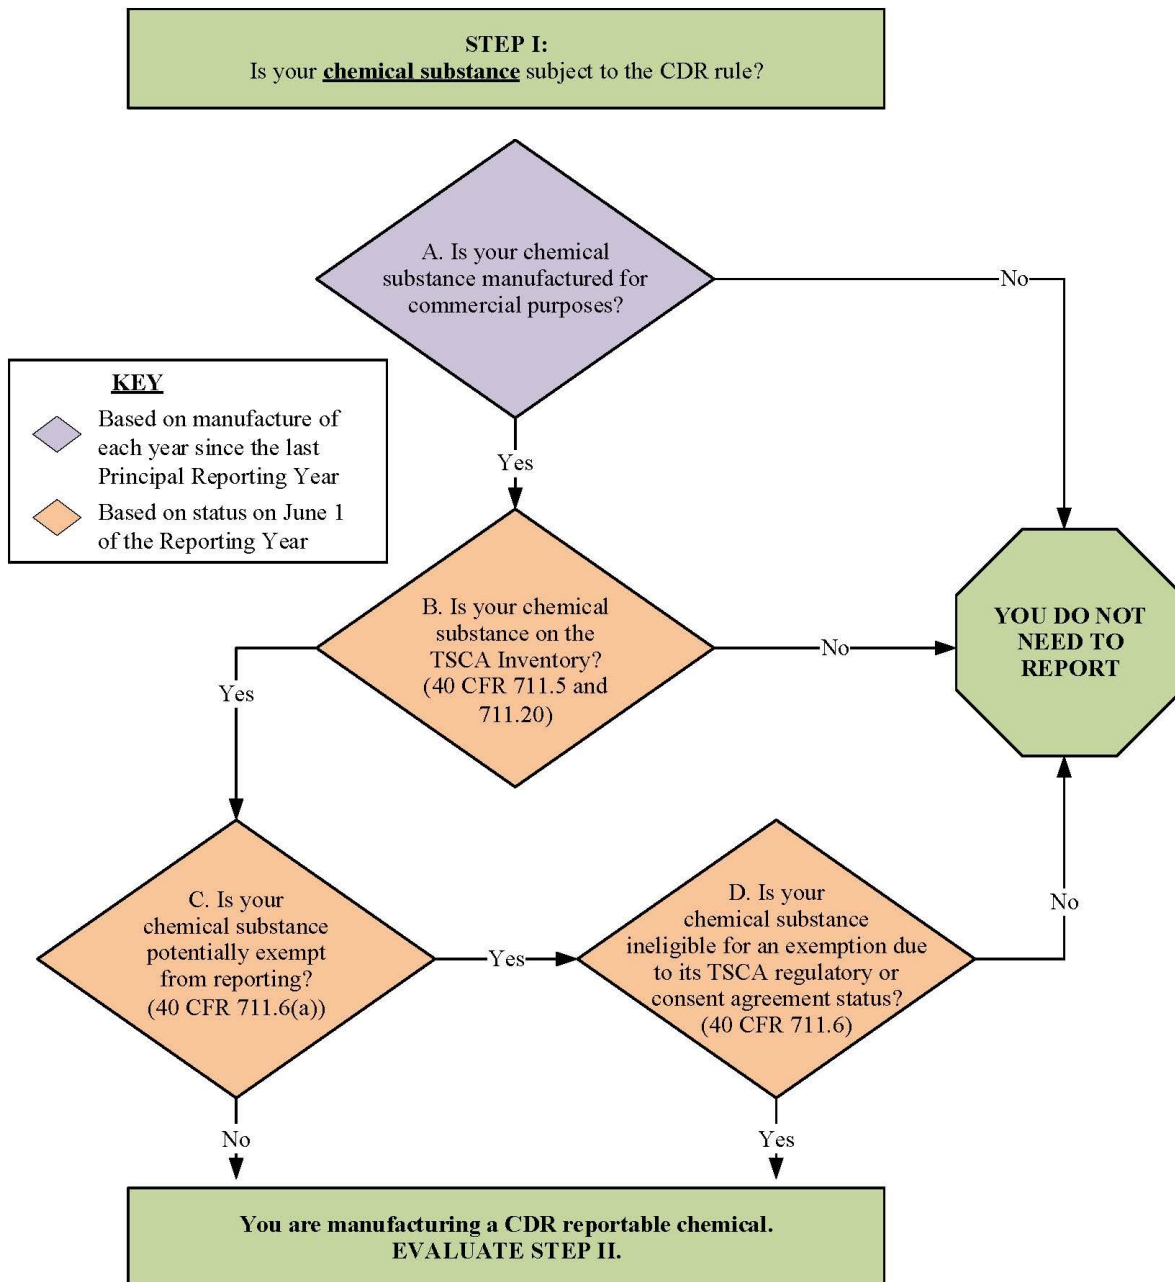 STEP I:
Is your chemical substance subject to the CDR rule?
A. Is your chemical
substance manufactured for
commercial purposes?
No
KEY
Based on manufacture of
each year since the last
Principal Reporting Year
Based on status on June 1
of the Reporting Year
Yes
B. Is your chemical
substance on the
TSCA Inventory?
(40 CFR 711.5 and
711.20)
No
YOU DO NOT
NEED TO
REPORT
Yes
C. Is your
chemical substance
potentially exempt
from reporting?
(40 CFR 711.6(a))
Yes
D. Is your
chemical substance
ineligible for an exemption due
to its TSCA regulatory or
consent agreement status?
(40 CFR 711.6)
No
No
Yes
You are manufacturing a CDR reportable chemical.
EVALUATE STEP II.